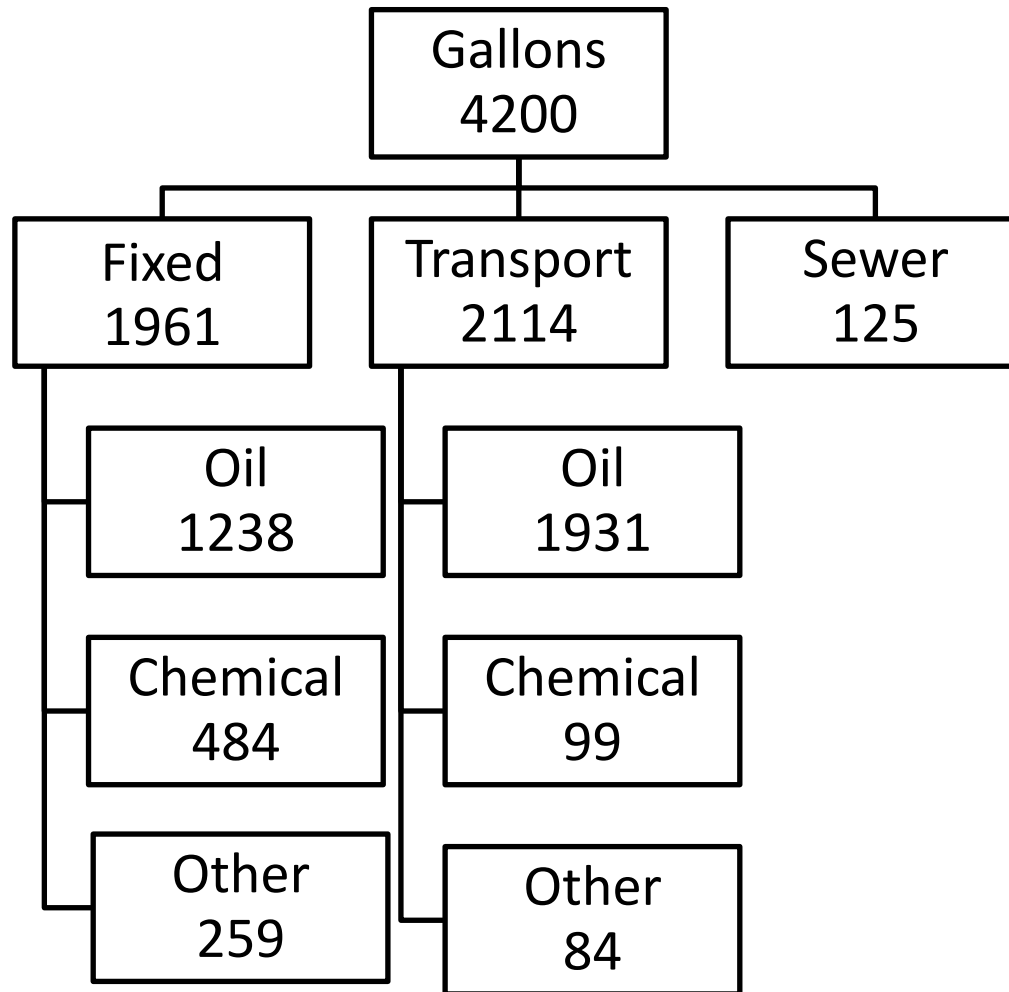 Gallons
4200
Fixed
1961
Transport
2114
Sewer
125
Oil
1238
Oil
1931
Chemical
484
Chemical
99
Other
259
Other
84